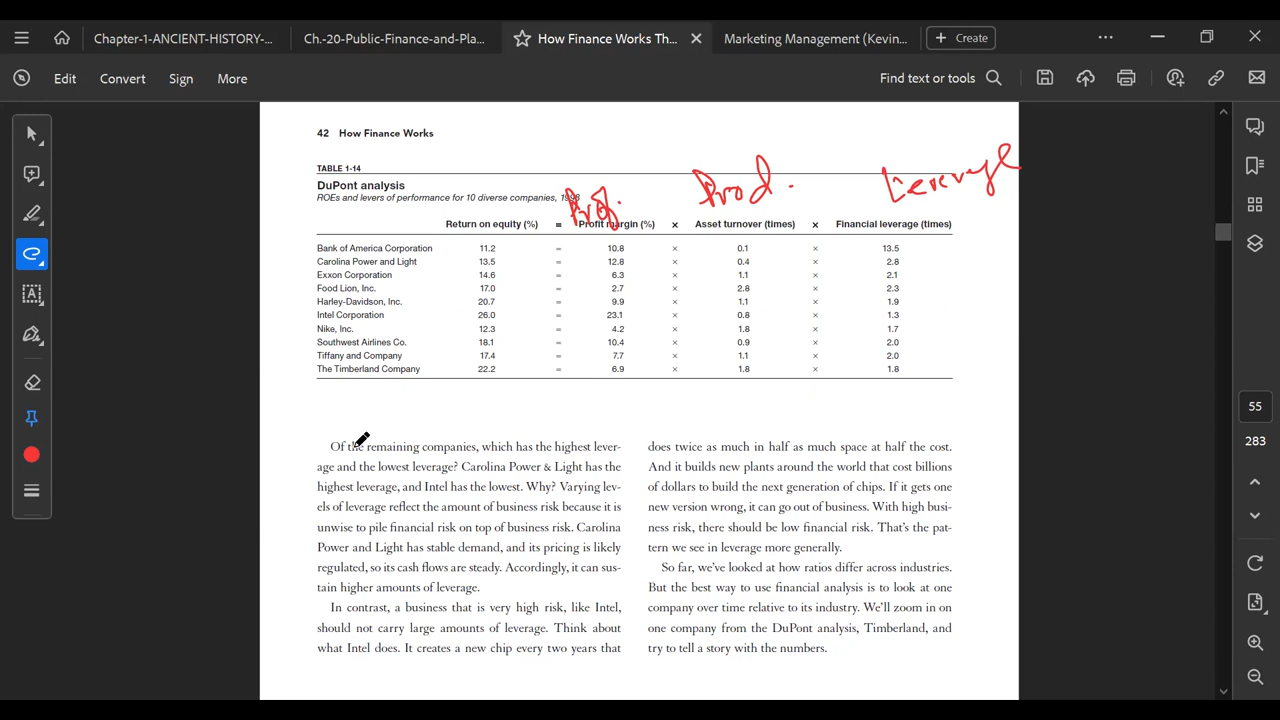 Chapter-1-ANCIENT-HISTORY-...
Ch.-20-Public-Finance-and-Pla...
How Finance Works Th...
Marketing Management (Kevin...
Create
Edit Convert Sign More
Find text or tools
42 How Finance Works
TABLE 1-14
DuPont analysis
ROEs and levers of performance for 10 diverse companies, 1998
Prof. Prod. Leverage
Return on equity (%) = Profit margin (%) × Asset turnover (times) × Financial leverage (times)
Bank of America Corporation 11.2 = 10.8 × 0.1 × 13.5
Carolina Power and Light 13.5 = 12.8 × 0.4 × 2.8
Exxon Corporation 14.6 = 6.3 × 1.1 × 2.1
Food Lion, Inc. 17.0 = 2.7 × 2.8 × 2.3
Harley-Davidson, Inc. 20.7 = 9.9 × 1.1 × 1.9
Intel Corporation 26.0 = 23.1 × 0.8 × 1.3
Nike, Inc. 12.3 = 4.2 × 1.8 × 1.7
Southwest Airlines Co. 18.1 = 10.4 × 0.9 × 2.0
Tiffany and Company 17.4 = 7.7 × 1.1 × 2.0
The Timberland Company 22.2 = 6.9 × 1.8 × 1.8
Of the remaining companies, which has the highest lever-
age and the lowest leverage? Carolina Power & Light has the
highest leverage, and Intel has the lowest. Why? Varying lev-
els of leverage reflect the amount of business risk because it is
unwise to pile financial risk on top of business risk. Carolina
Power and Light has stable demand, and its pricing is likely
regulated, so its cash flows are steady. Accordingly, it can sus-
tain higher amounts of leverage.
In contrast, a business that is very high risk, like Intel,
should not carry large amounts of leverage. Think about
what Intel does. It creates a new chip every two years that
does twice as much in half as much space at half the cost.
And it builds new plants around the world that cost billions
of dollars to build the next generation of chips. If it gets one
new version wrong, it can go out of business. With high busi-
ness risk, there should be low financial risk. That's the pat-
tern we see in leverage more generally.
So far, we've looked at how ratios differ across industries.
But the best way to use financial analysis is to look at one
company over time relative to its industry. We'll zoom in on
one company from the DuPont analysis, Timberland, and
try to tell a story with the numbers.
55
283